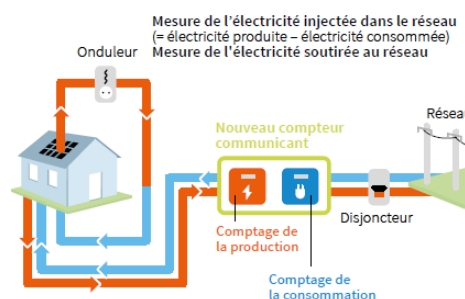 Mesure de l’électricité injectée dans le réseau
(= électricité produite – électricité consommée)
Mesure de l'électricité soutirée au réseau
Onduleur
Réseau
Nouveau compteur
communicant
Disjoncteur
Comptage de
la production
Comptage de
la consommation